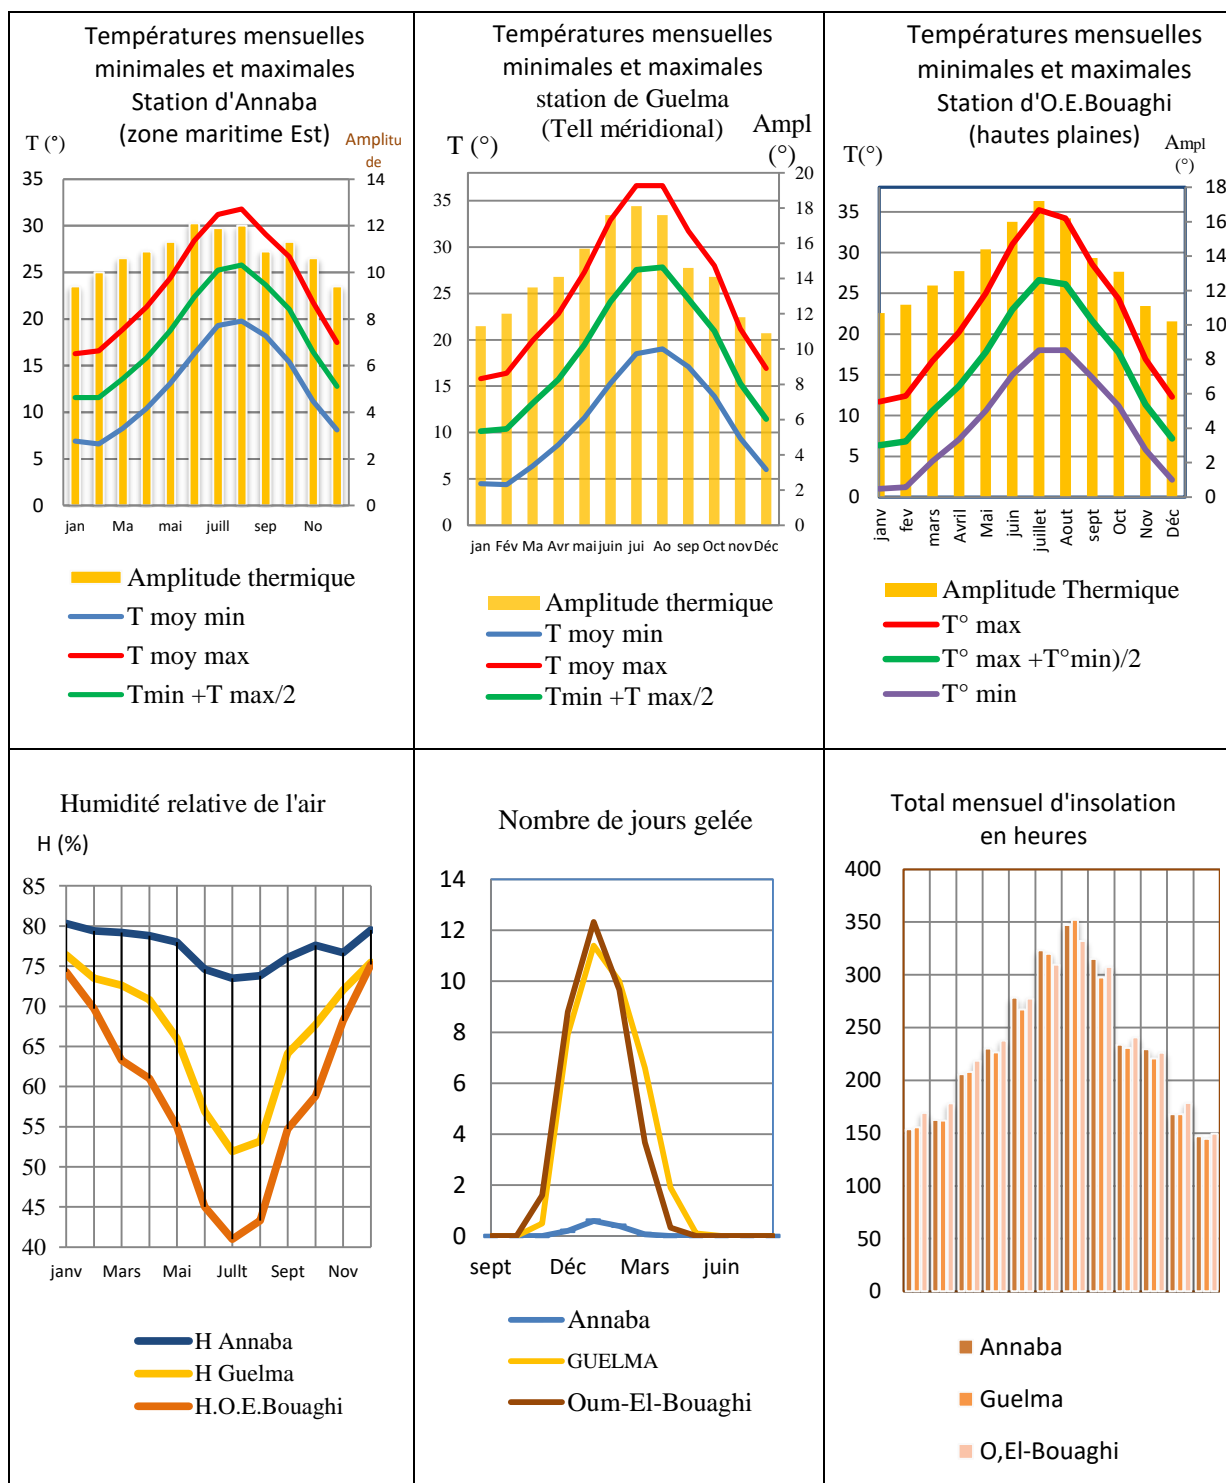 Températures mensuelles
minimales et maximales
Station d'Annaba
(zone maritime Est)
T (°)
Amplitu
de
35
30
25
20
15
10
5
0
14
12
10
8
6
4
2
0
jan Ma mai juill sep No
Amplitude thermique
T moy min
T moy max
Tmin +T max/2
Températures mensuelles
minimales et maximales
station de Guelma
(Tell méridional)
T (°)
Ampl
(°)
35
30
25
20
15
10
5
0
20
18
16
14
12
10
8
6
4
2
0
jan Fév Ma Avr mai juin jui Ao sep Oct nov Déc
Amplitude thermique
T moy min
T moy max
Tmin +T max/2
Températures mensuelles
minimales et maximales
Station d'O.E.Bouaghi
(hautes plaines)
T(°)
Ampl
(°)
35
30
25
20
15
10
5
0
18
16
14
12
10
8
6
4
2
0
janv
fev
mars
Avril
Mai
juin
juillet
Aout
sept
Oct
Nov
Déc
Amplitude Thermique
T° max
T° max +T°min)/2
T° min
Humidité relative de l'air
H (%)
85
80
75
70
65
60
55
50
45
40
janv Mars Mai Jullt Sept Nov
H Annaba
H Guelma
H.O.E.Bouaghi
Nombre de jours gelée
14
12
10
8
6
4
2
0
sept Déc Mars juin
Annaba
GUELMA
Oum-El-Bouaghi
Total mensuel d'insolation
en heures
400
350
300
250
200
150
100
50
0
Annaba
Guelma
O,El-Bouaghi